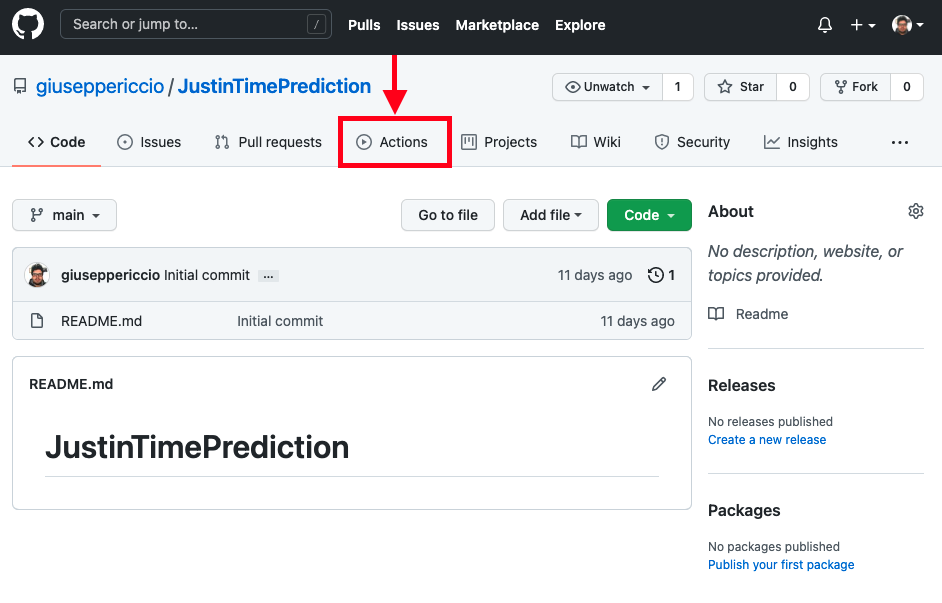 Search or jump to... / Pulls Issues Marketplace Explore
giuseppericcio / JustinTimePrediction Unwatch 1 Star 0 Fork 0
Code Issues Pull requests Actions Projects Wiki Security Insights ...
main Go to file Add file Code
giuseppericcio Initial commit ... 11 days ago 1
README.md Initial commit 11 days ago
README.md
JustinTimePrediction
About
No description, website, or
topics provided.
Readme
Releases
No releases published
Create a new release
Packages
No packages published
Publish your first package